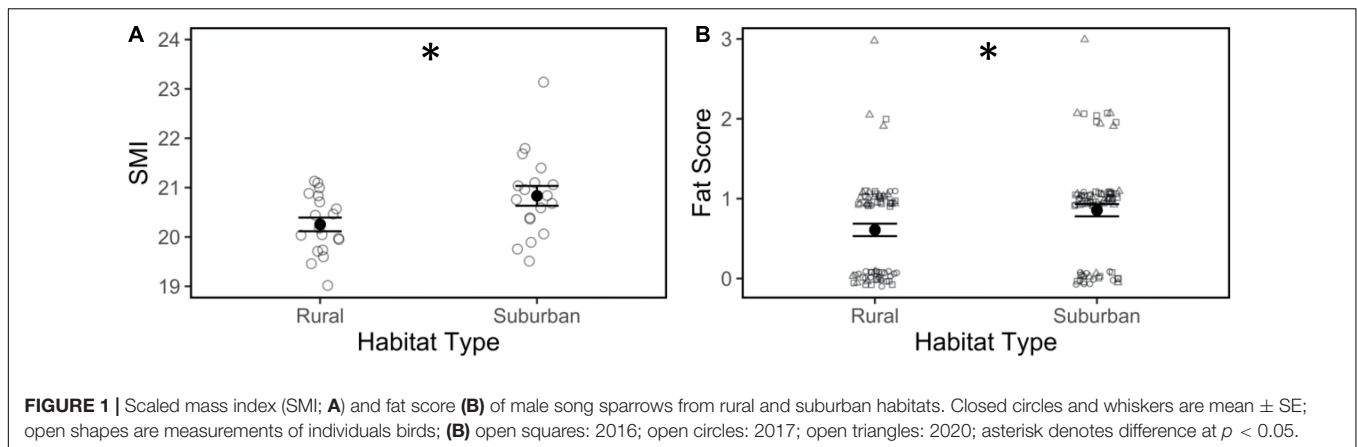 A
*
24
23
22
21
20
19
SMI
Rural Suburban
Habitat Type
B
*
3
2
1
0
Fat Score
Rural Suburban
Habitat Type
FIGURE 1 | Scaled mass index (SMI; A) and fat score (B) of male song sparrows from rural and suburban habitats. Closed circles and whiskers are mean ± SE;
open shapes are measurements of individuals birds; (B) open squares: 2016; open circles: 2017; open triangles: 2020; asterisk denotes difference at p < 0.05.